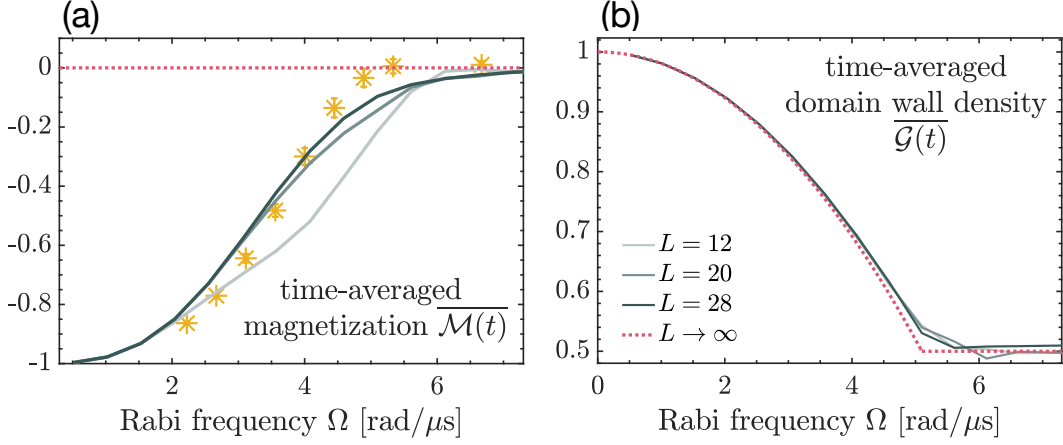 (a)
0
-0.2
-0.4
-0.6
-0.8
-1
2
4
6
Rabi frequency Ω [rad/μs]
time-averaged
magnetization $\overline{\mathcal{M}(t)}$
(b)
1
0.9
0.8
0.7
0.6
0.5
0
2
4
6
Rabi frequency Ω [rad/μs]
time-averaged
domain wall density
$\overline{\mathcal{G}(t)}$
L = 12
L = 20
L = 28
L → ∞